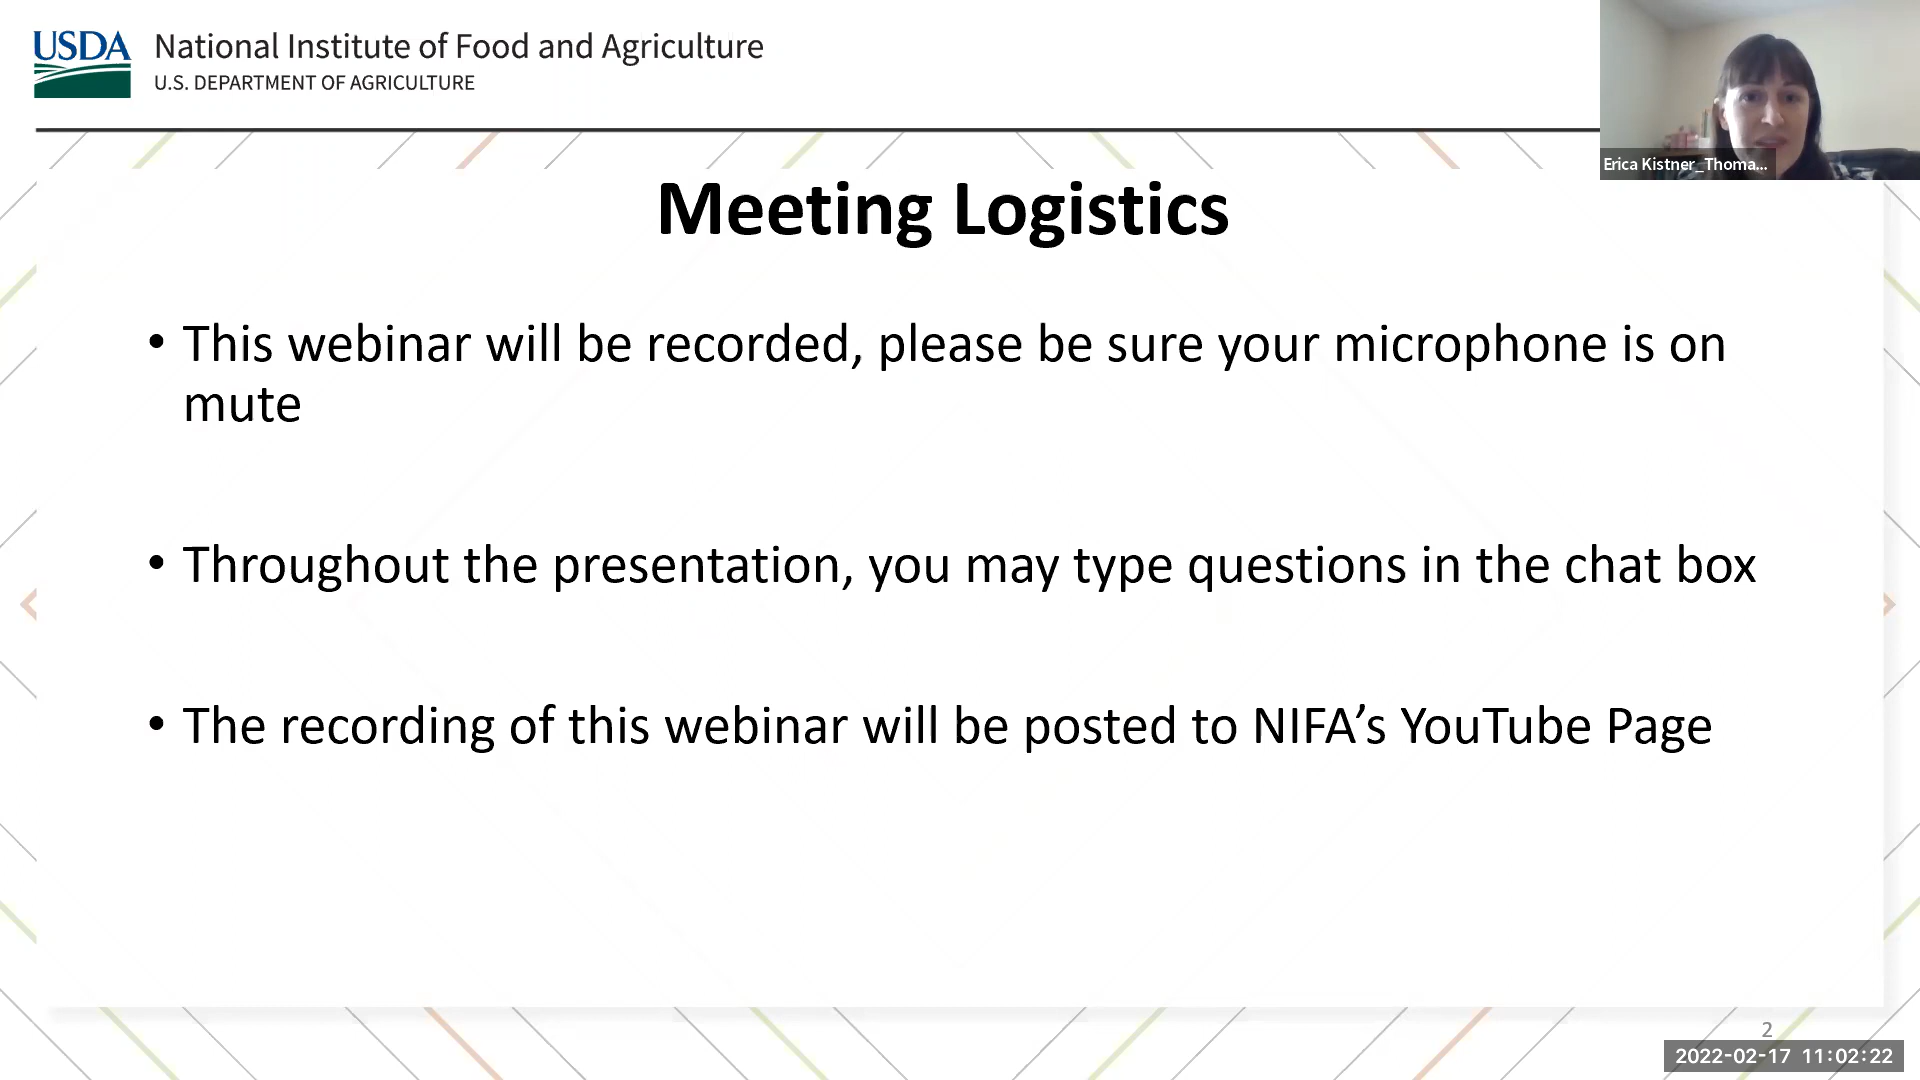 USDA
National Institute of Food and Agriculture
U.S. DEPARTMENT OF AGRICULTURE
Erica Kistner_Thoma...
Meeting Logistics
• This webinar will be recorded, please be sure your microphone is on
mute
• Throughout the presentation, you may type questions in the chat box
• The recording of this webinar will be posted to NIFA’s YouTube Page
2
2022-02-17 11:02:22